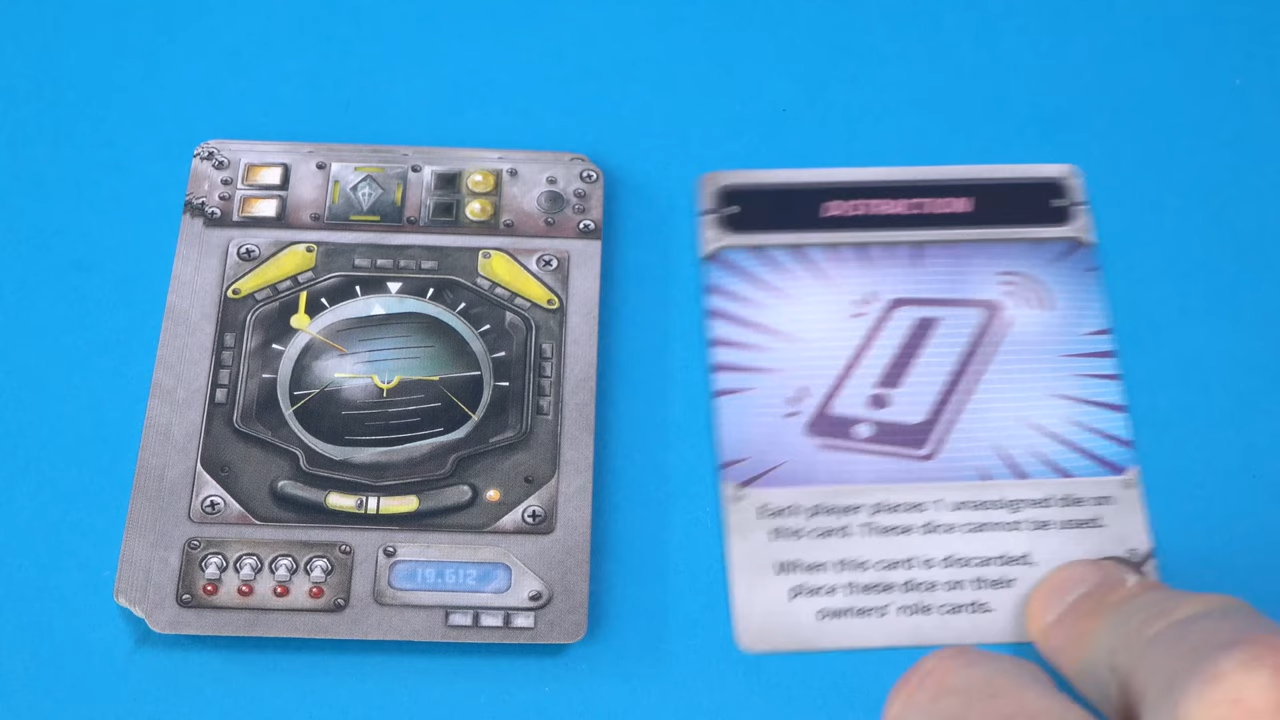 DISTRACTION
Each player places 1 unassigned die on
this card. These dice cannot be used.
When this card is discarded,
place these dice on their
owners' role cards.
19.612